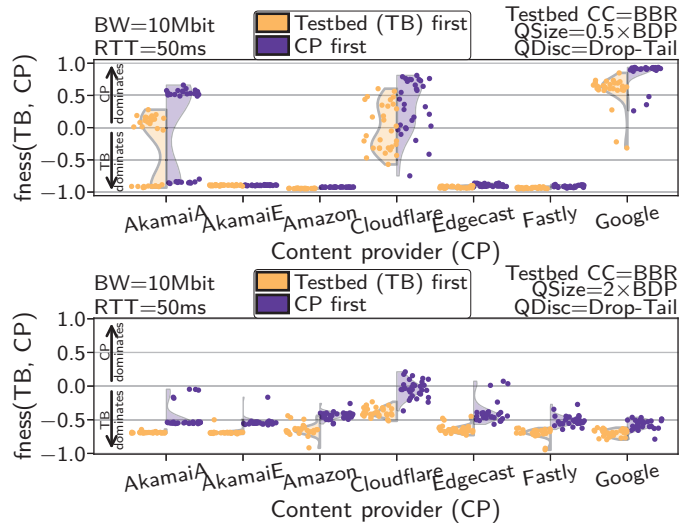 BW=10Mbit
RTT=50ms
Testbed (TB) first
CP first
Testbed CC=BBR
QSize=0.5×BDP
QDisc=Drop-Tail
fness(TB, CP)
1.0
0.5
0.0
−0.5
−1.0
CP
dominates
TB
dominates
AkamaiA
AkamaiE
Amazon
Cloudflare
Edgecast
Fastly
Google
Content provider (CP)
BW=10Mbit
RTT=50ms
Testbed (TB) first
CP first
Testbed CC=BBR
QSize=2×BDP
QDisc=Drop-Tail
fness(TB, CP)
1.0
0.5
0.0
−0.5
−1.0
CP
dominates
TB
dominates
AkamaiA
AkamaiE
Amazon
Cloudflare
Edgecast
Fastly
Google
Content provider (CP)